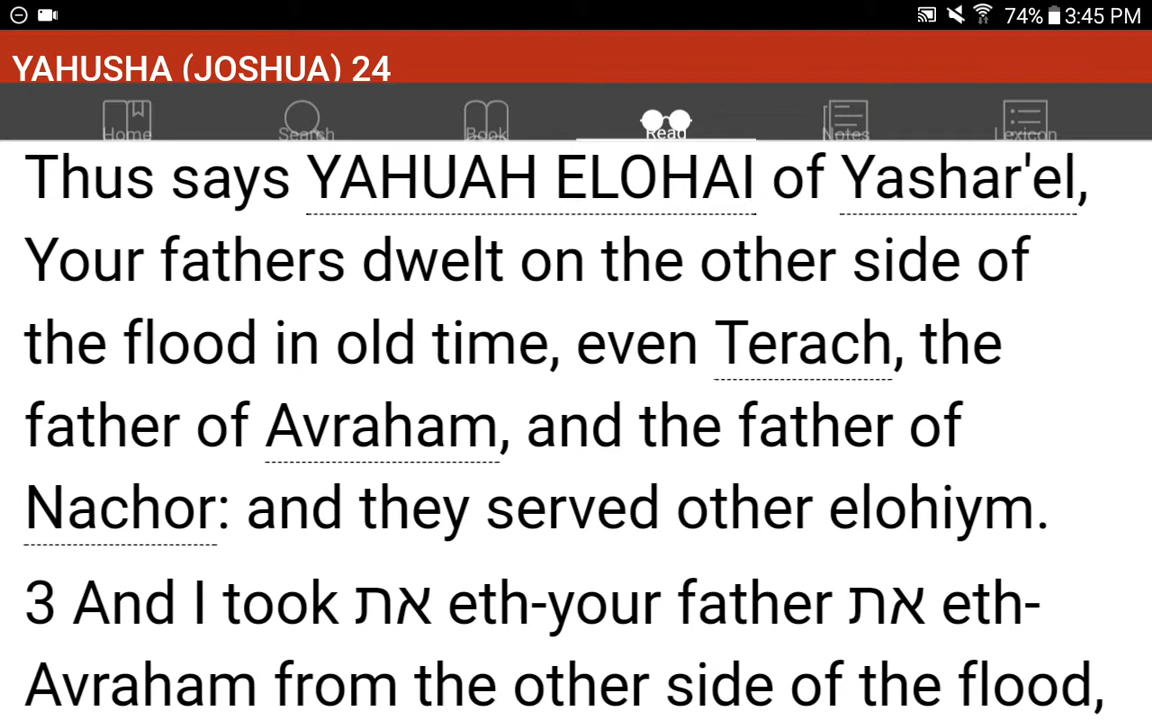 74% 3:45 PM
YAHUSHA (JOSHUA) 24
Home Search Book Read Notes Lexicon
Thus says YAHUAH ELOHAI of Yashar'el,
Your fathers dwelt on the other side of
the flood in old time, even Terach, the
father of Avraham, and the father of
Nachor: and they served other elohiym.
3 And I took את eth-your father את eth-
Avraham from the other side of the flood,